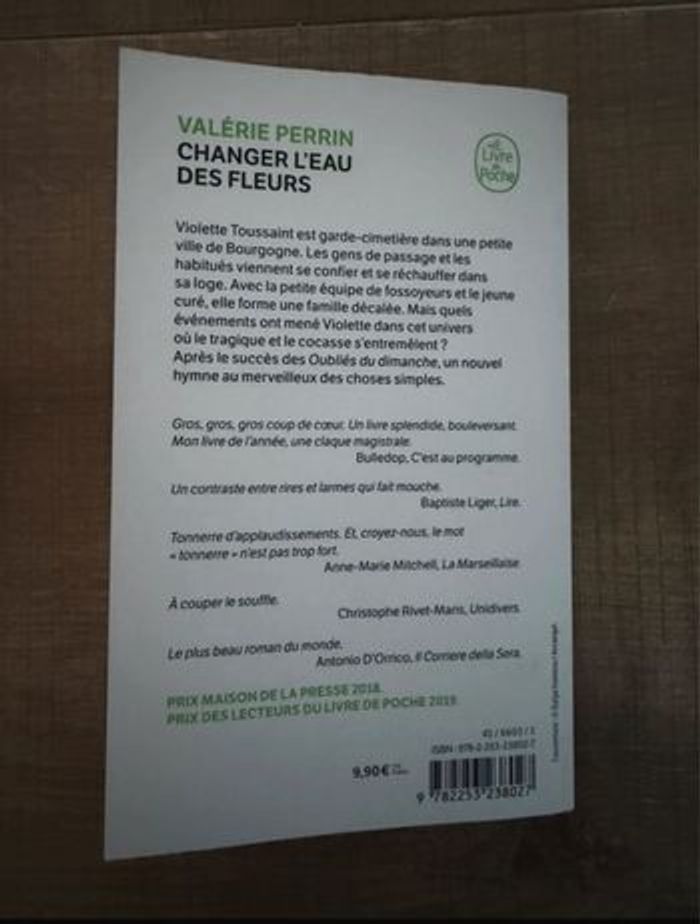 VALÉRIE PERRIN
CHANGER L'EAU
DES FLEURS
Le
Livre
de
Poche
Violette Toussaint est garde-cimetière dans une petite
ville de Bourgogne. Les gens de passage et les
habitués viennent se confier et se réchauffer dans
sa loge. Avec la petite équipe de fossoyeurs et le jeune
curé, elle forme une famille décalée. Mais quels
événements ont mené Violette dans cet univers
où le tragique et le cocasse s'entremêlent ?
Après le succès des Oubliés du dimanche, un nouvel
hymne au merveilleux des choses simples.
Gros, gros, gros coup de cœur. Un livre splendide, bouleversant.
Mon livre de l'année, une claque magistrale.
Bulledop, C'est au programme.
Un contraste entre rires et larmes qui fait mouche.
Baptiste Liger, Lire.
Tonnerre d'applaudissements. Et, croyez-nous, le mot
« tonnerre » n'est pas trop fort.
Anne-Marie Mitchell, La Marseillaise.
À couper le souffle.
Christophe Rivet-Maris, Unidivers.
Le plus beau roman du monde.
Antonio D'Orrico, Il Corriere della Sera.
PRIX MAISON DE LA PRESSE 2018.
PRIX DES LECTEURS DU LIVRE DE POCHE 2019.
ISBN : 978-2-253-23802-7
9,90 €
9 782253 238027
Couverture : ©